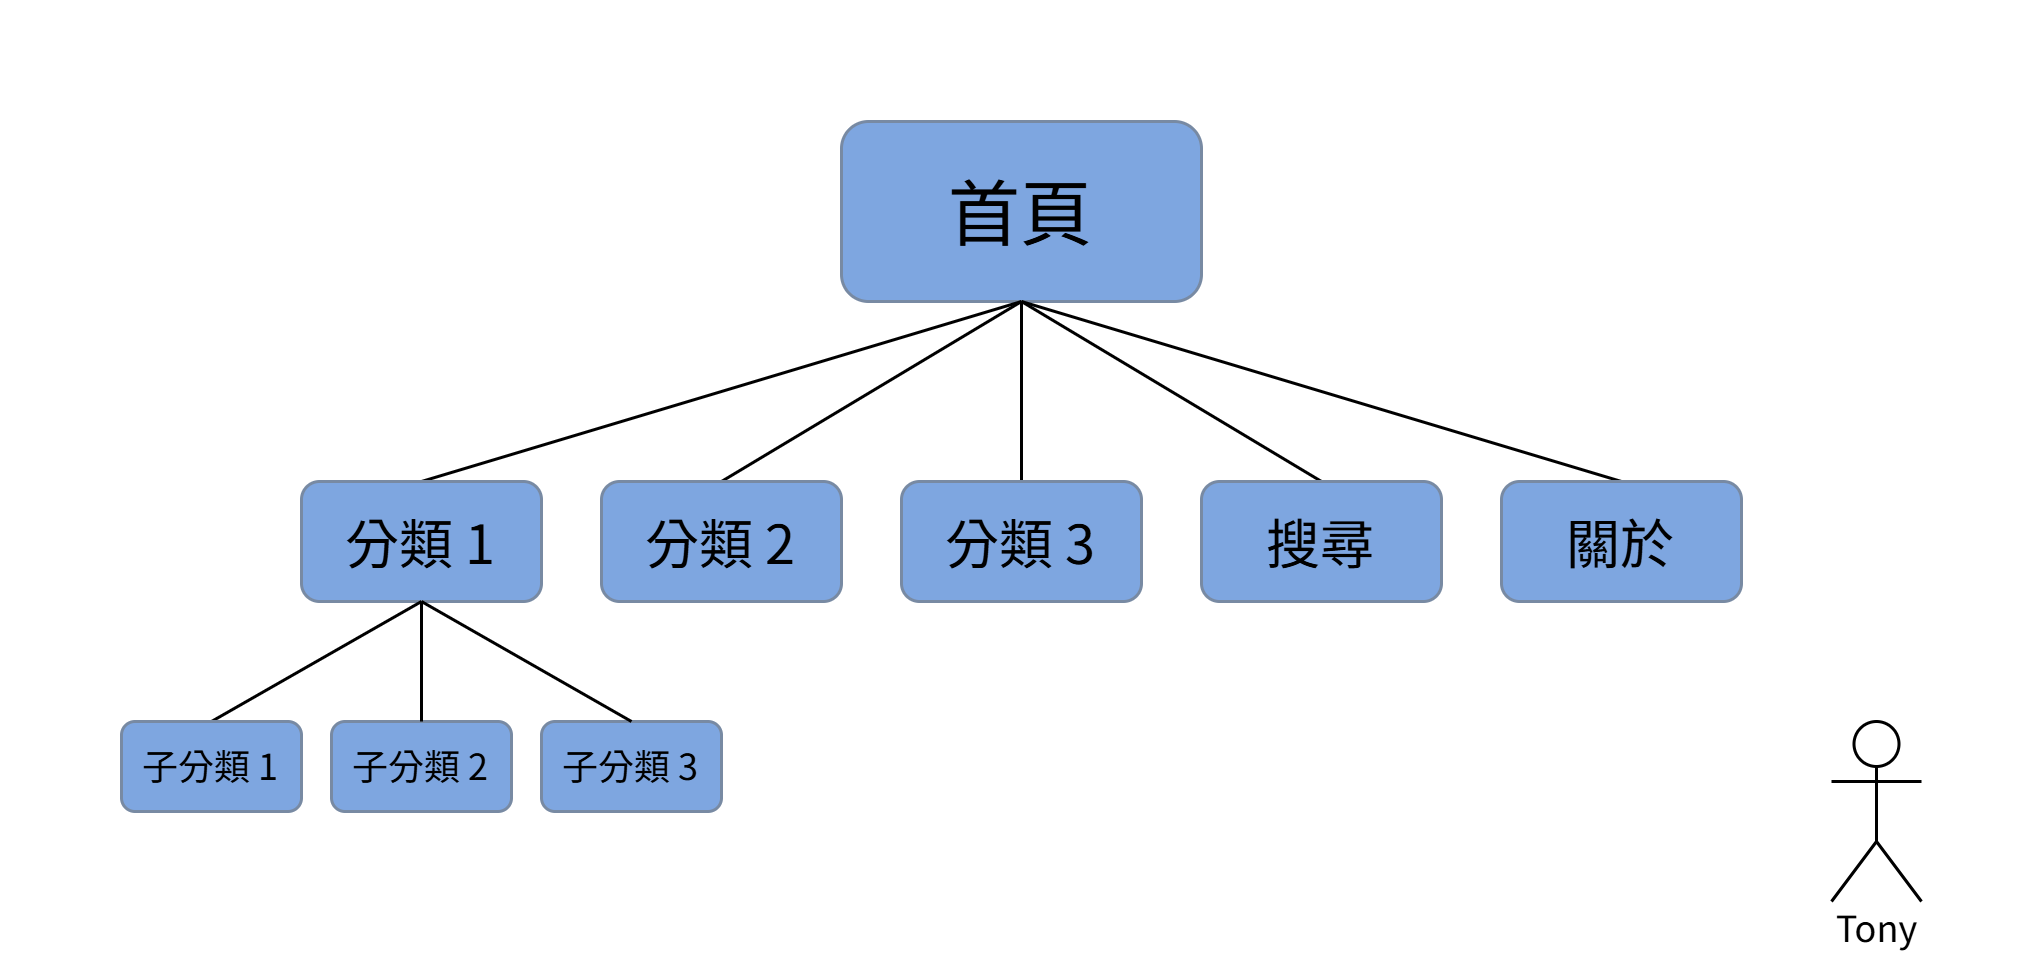 首頁
分類 1
分類 2
分類 3
搜尋
關於
子分類 1
子分類 2
子分類 3
Tony